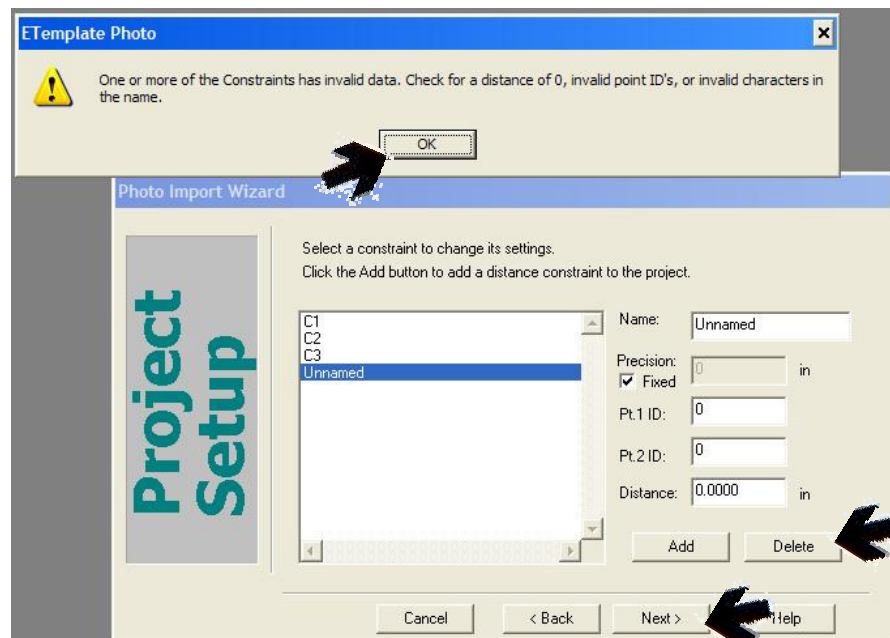 ETemplate Photo
One or more of the Constraints has invalid data. Check for a distance of 0, invalid point ID's, or invalid characters in
the name.
OK
Photo Import Wizard
Project
Setup
Select a constraint to change its settings.
Click the Add button to add a distance constraint to the project.
C1
C2
C3
Unnamed
Name: Unnamed
Precision: 0 in
Fixed
Pt.1 ID: 0
Pt.2 ID: 0
Distance: 0.0000 in
Add Delete
Cancel < Back Next > Help